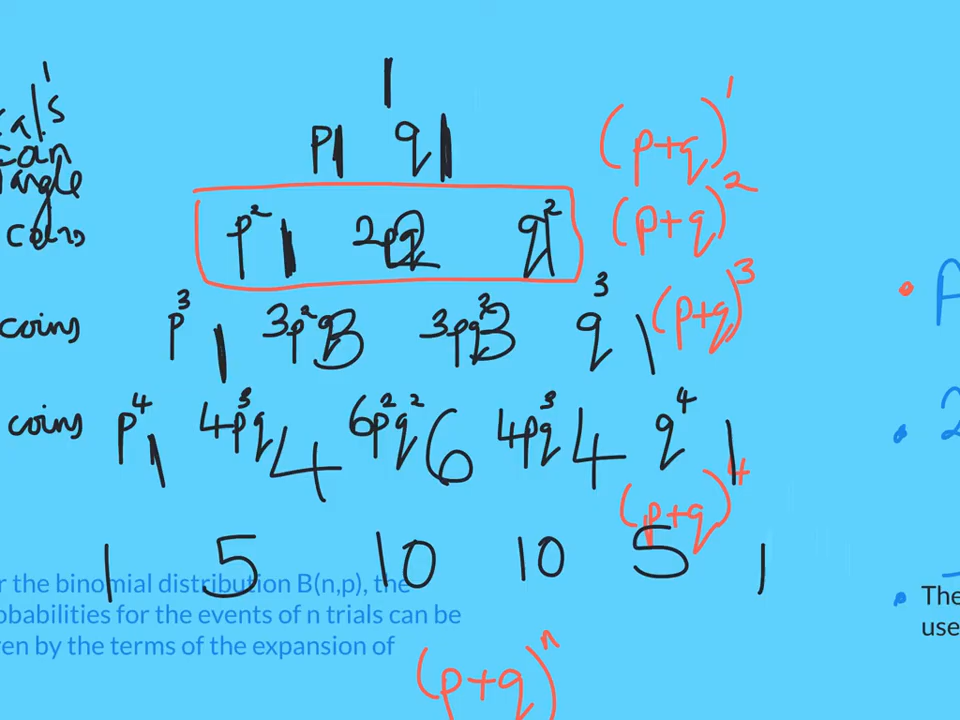 1
p 1 q 1 (p+q)¹
can
coins
p² 1 2pq 2 q² 1 (p+q)²
coins p³ 1 3p²q 3 3pq² 3 q³ 1 (p+q)³
coins p⁴ 1 4p³q 4 6p²q² 6 4pq³ 4 q⁴ 1
(p+q)⁴
1 5 10 10 5 1
the binomial distribution B(n,p), the
for the events of n trials can be
by the terms of the expansion of
(p+q)ⁿ
2
The
use